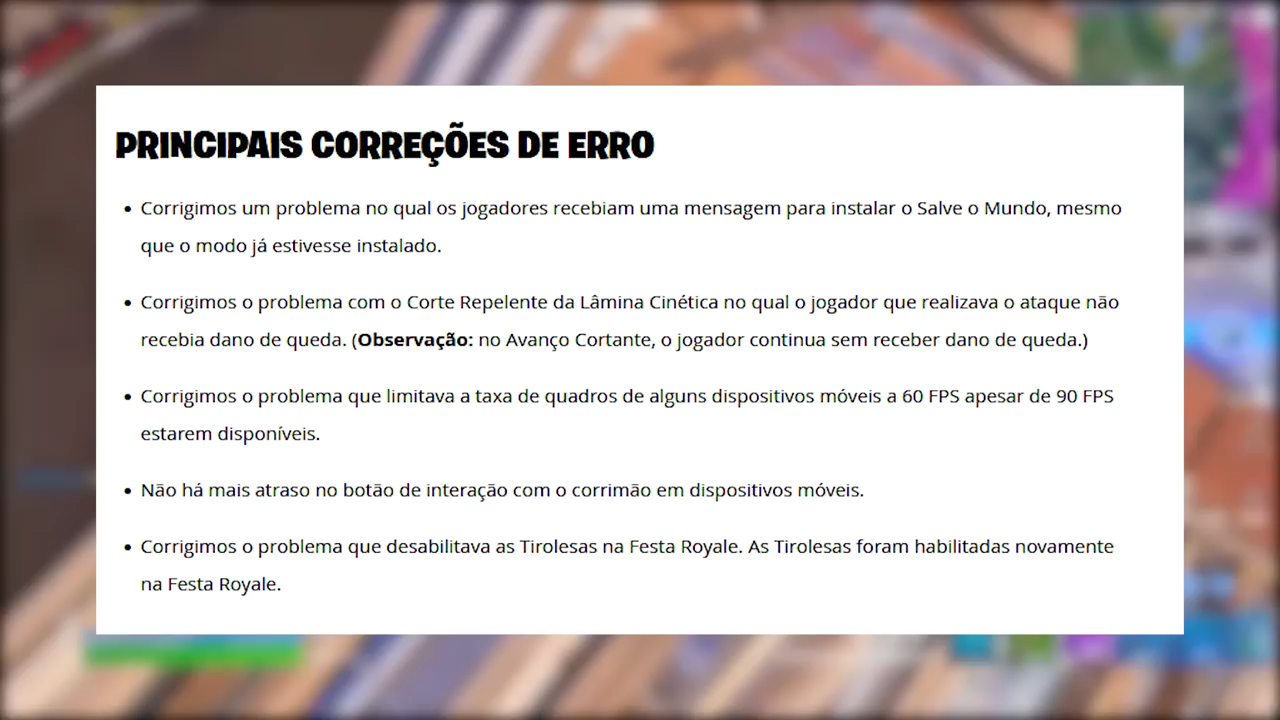 PRINCIPAIS CORREÇÕES DE ERRO
• Corrigimos um problema no qual os jogadores recebiam uma mensagem para instalar o Salve o Mundo, mesmo
que o modo já estivesse instalado.
• Corrigimos o problema com o Corte Repelente da Lâmina Cinética no qual o jogador que realizava o ataque não
recebia dano de queda. (Observação: no Avanço Cortante, o jogador continua sem receber dano de queda.)
• Corrigimos o problema que limitava a taxa de quadros de alguns dispositivos móveis a 60 FPS apesar de 90 FPS
estarem disponíveis.
• Não há mais atraso no botão de interação com o corrimão em dispositivos móveis.
• Corrigimos o problema que desabilitava as Tirolesas na Festa Royale. As Tirolesas foram habilitadas novamente
na Festa Royale.